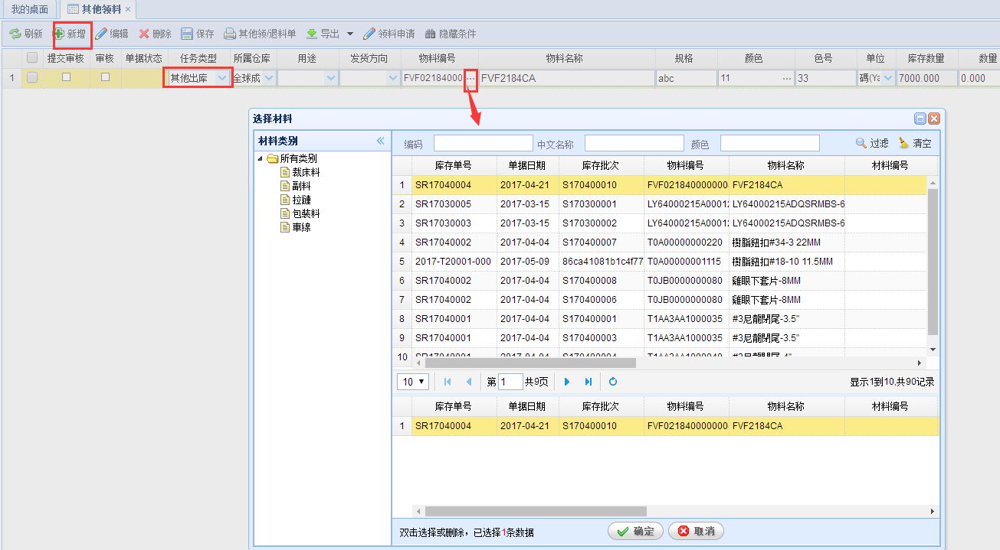 我的桌面 其他领料 ×
刷新 新增 编辑 删除 保存 其他领/退料单 导出 领料申请 隐藏条件
提交审核 审核 单据状态 任务类型 所属仓库 用途 发货方向 物料编号 物料名称 规格 颜色 色号 单位 库存数量 数量
1 其他出库 全球成 FVF02184000 ... FVF2184CA abc 11 ... 33 碼(Ya 7000.000 0.000
选择材料
材料类别
所有类别
裁床料
副料
拉鏈
包装料
車線
编码 中文名称 颜色 过滤 清空
库存单号 单据日期 库存批次 物料编号 物料名称 材料编号
1 SR17040004 2017-04-21 S170400010 FVF021840000000 FVF2184CA
2 SR17030005 2017-03-15 S170300001 LY64000215A0001 LY64000215ADQSRMBS-6
3 SR17030003 2017-03-15 S170300002 LY64000215A0001 LY64000215ADQSRMBS-6
4 SR17040002 2017-04-04 S170400007 T0A00000000220 樹脂鈕扣#34-3 22MM
5 2017-T20001-000 2017-05-09 86ca41081b1c4f77 T0A00000001115 樹脂鈕扣#18-10 11.5MM
6 SR17040002 2017-04-04 S170400008 T0JB0000000080 雞眼下套片-8MM
7 SR17040002 2017-04-04 S170400006 T0JB0000000080 雞眼下套片-8MM
8 SR17040001 2017-04-04 S170400001 T1AA3AA1000035 #3尼龍閉尾-3.5"
9 SR17040001 2017-04-04 S170400003 T1AA3AA1000035 #3尼龍閉尾-3.5"
10 SR17040001 2017-04-04 S170400004 T1AA3AA1000040 #3尼龍閉尾-4"
10 第 1 共9页 显示1到10,共90记录
库存单号 单据日期 库存批次 物料编号 物料名称 材料编号
1 SR17040004 2017-04-21 S170400010 FVF021840000000 FVF2184CA
双击选择或删除，已选择1条数据 确定 取消